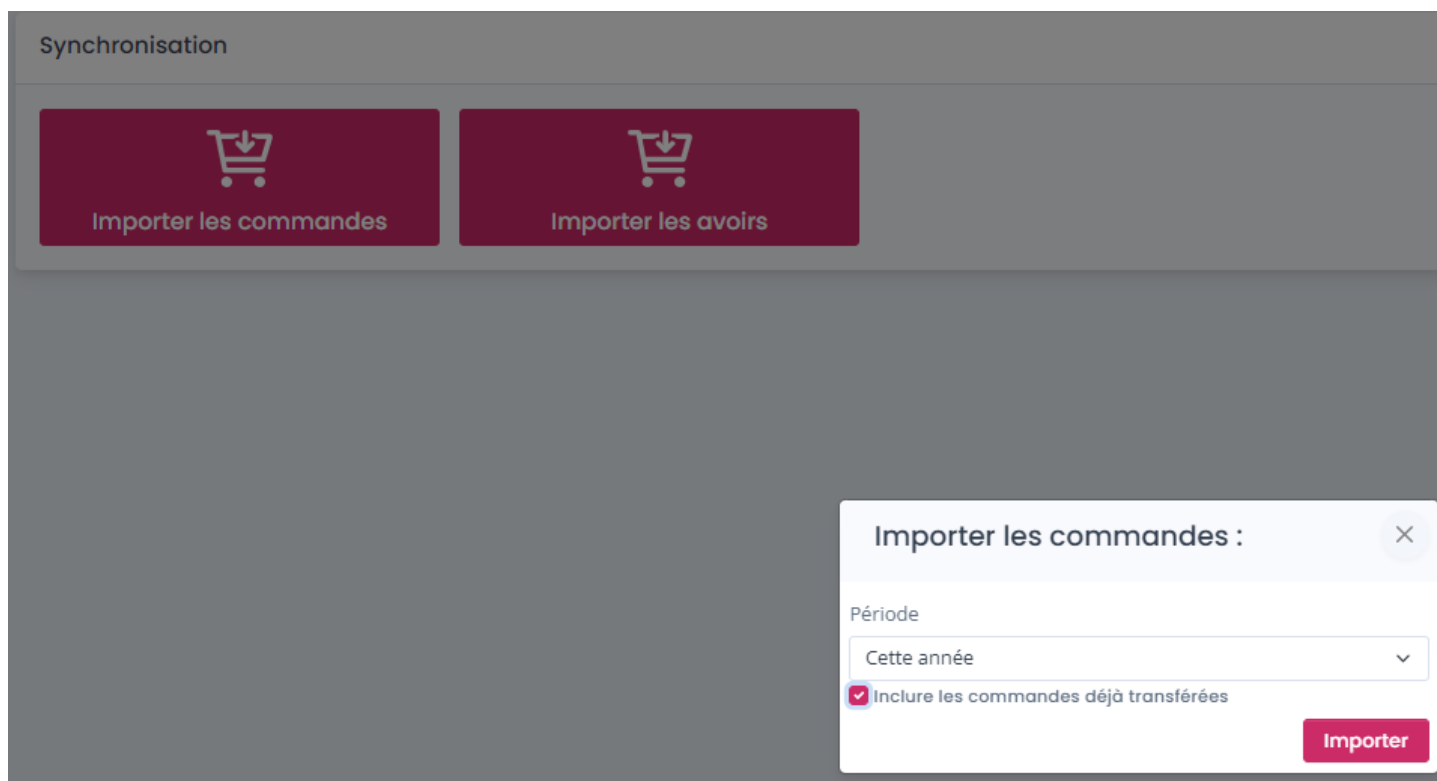 Synchronisation
Importer les commandes
Importer les avoirs
Importer les commandes :
Période
Cette année
Inclure les commandes déjà transférées
Importer